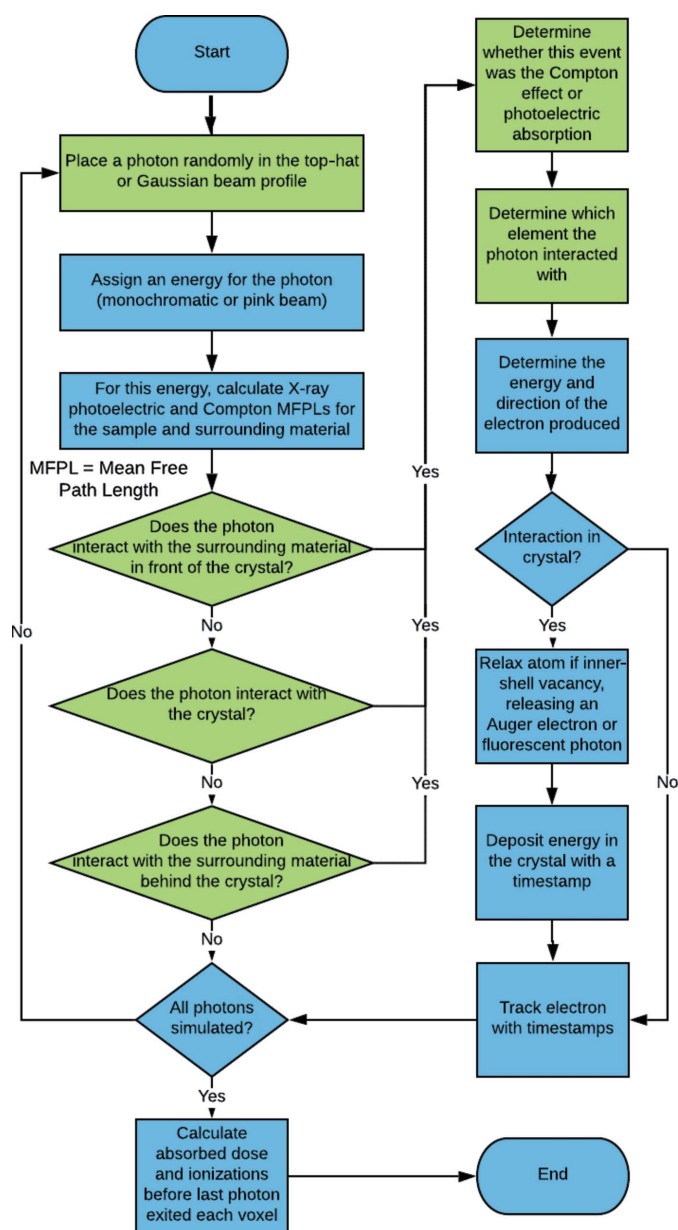 Start
Place a photon randomly in the top-hat
or Gaussian beam profile
Assign an energy for the photon
(monochromatic or pink beam)
For this energy, calculate X-ray
photoelectric and Compton MFPLs for
the sample and surrounding material
MFPL = Mean Free
Path Length
Does the photon
interact with the surrounding material
in front of the crystal?
Yes
No
Does the photon interact with
the crystal?
Yes
No
Does the photon
interact with the surrounding material
behind the crystal?
Yes
No
All photons
simulated?
No
Yes
Calculate
absorbed dose
and ionizations
before last photon
exited each voxel
End
Determine
whether this event
was the Compton
effect or
photoelectric
absorption
Determine which
element the
photon interacted
with
Determine the
energy and
direction of the
electron produced
Interaction in
crystal?
Yes
No
Relax atom if inner-
shell vacancy,
releasing an
Auger electron or
fluorescent photon
Deposit energy in
the crystal with a
timestamp
Track electron
with timestamps